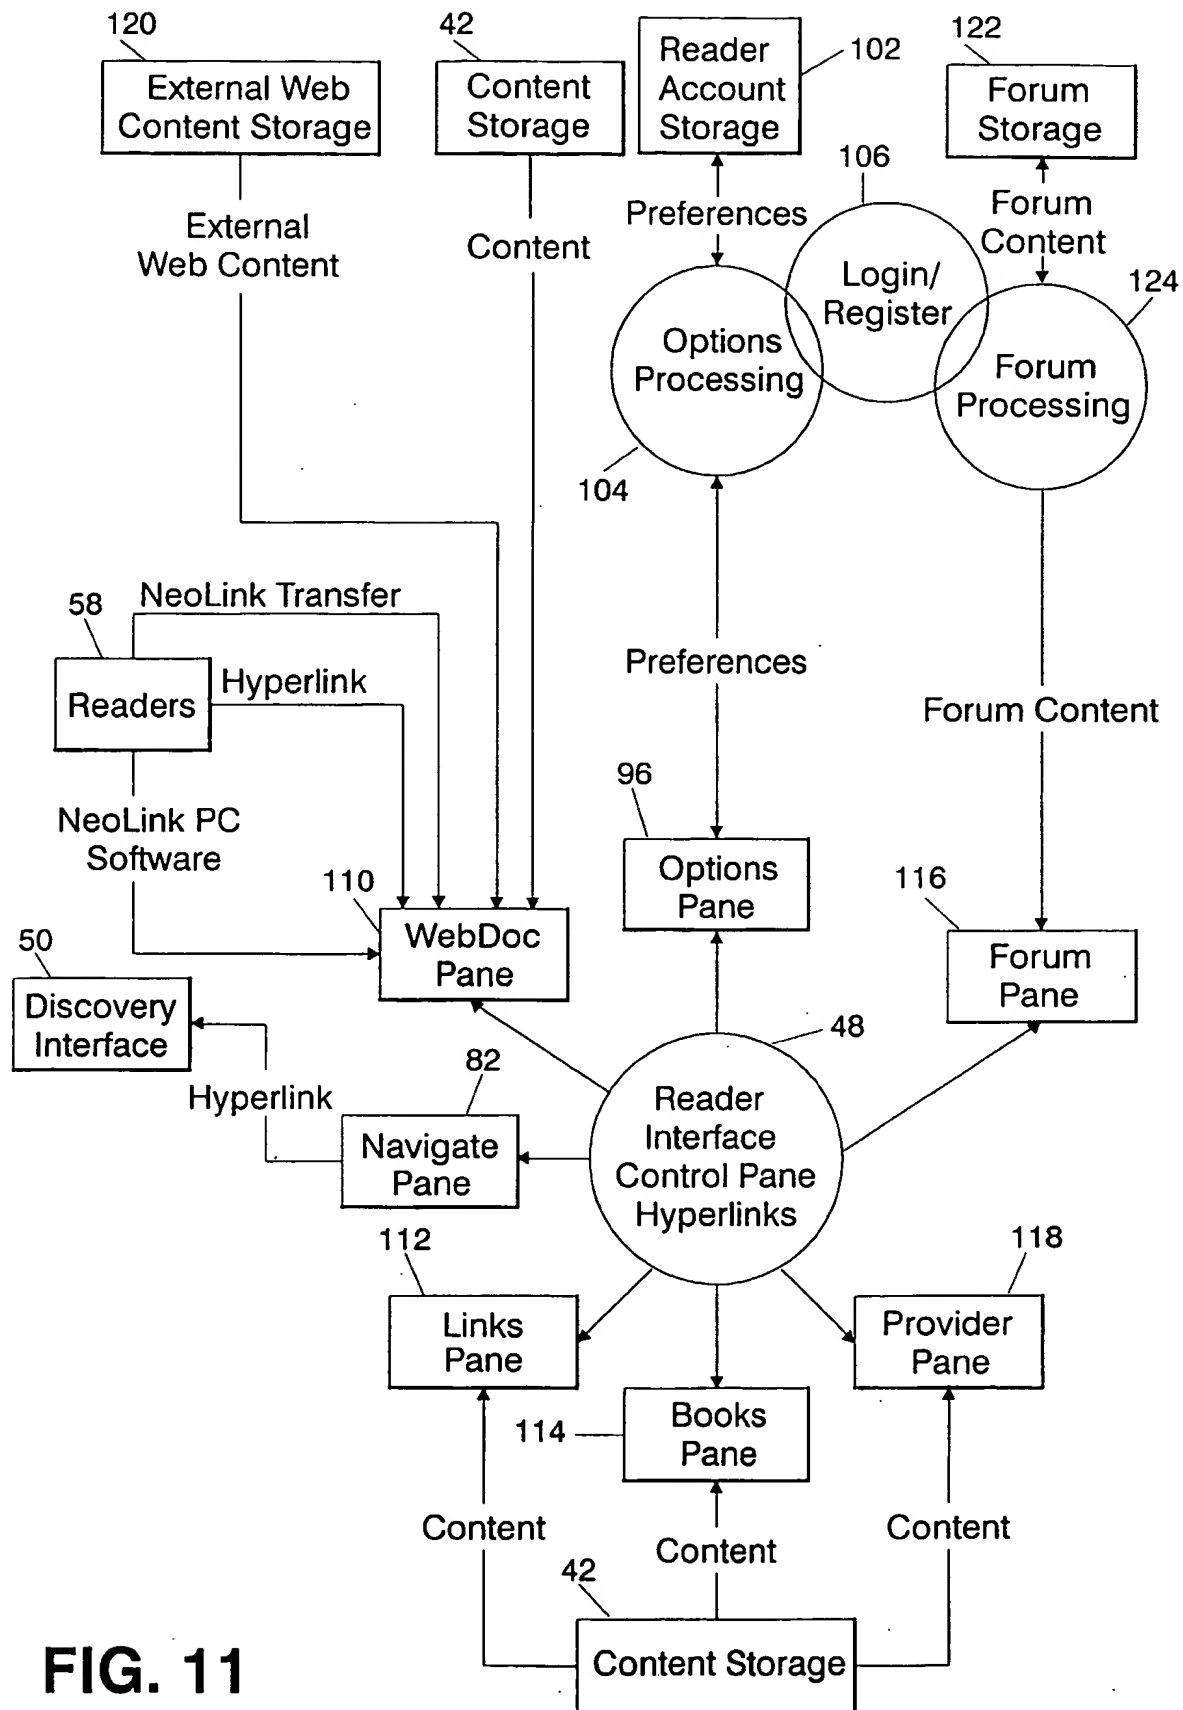 120
42
122
External Web
Content Storage
Content
Storage
Reader
Account
Storage
102
Forum
Storage
106
External
Web Content
Content
Preferences
Forum
Content
Login/
Register
124
Options
Processing
Forum
Processing
104
58
NeoLink Transfer
Readers
Hyperlink
Preferences
Forum Content
NeoLink PC
Software
96
110
Options
Pane
116
WebDoc
Pane
50
Forum
Pane
Discovery
Interface
48
82
Hyperlink
Reader
Interface
Control Pane
Hyperlinks
Navigate
Pane
112
118
Links
Pane
Provider
Pane
114
Books
Pane
Content
Content
Content
42
Content Storage
FIG. 11